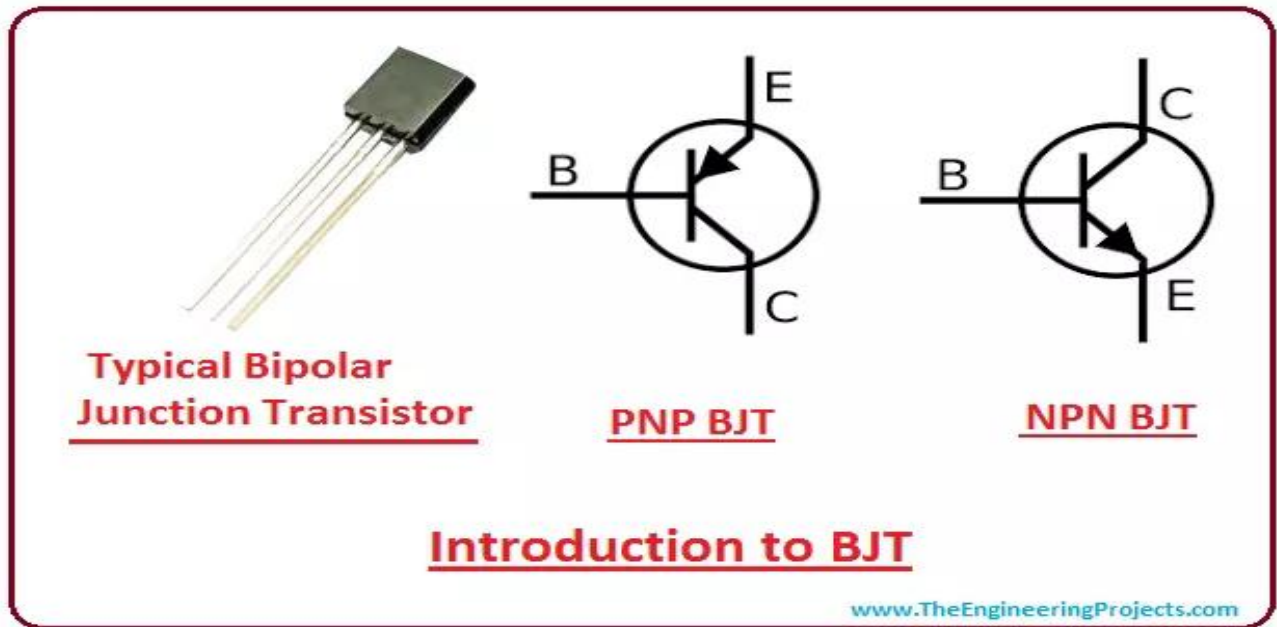 E
B
C
C
B
E
Typical Bipolar
Junction Transistor
PNP BJT
NPN BJT
Introduction to BJT
www.TheEngineeringProjects.com